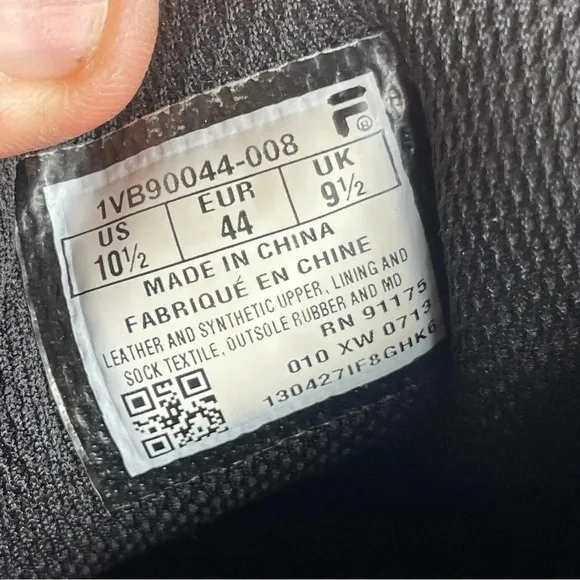 F®
1VB90044-008
US EUR UK
10½ 44 9½
MADE IN CHINA
FABRIQUÉ EN CHINE
LEATHER AND SYNTHETIC UPPER, LINING AND
SOCK TEXTILE, OUTSOLE RUBBER AND MD
RN 91175
010 XW 0713
130427IF8GHK6